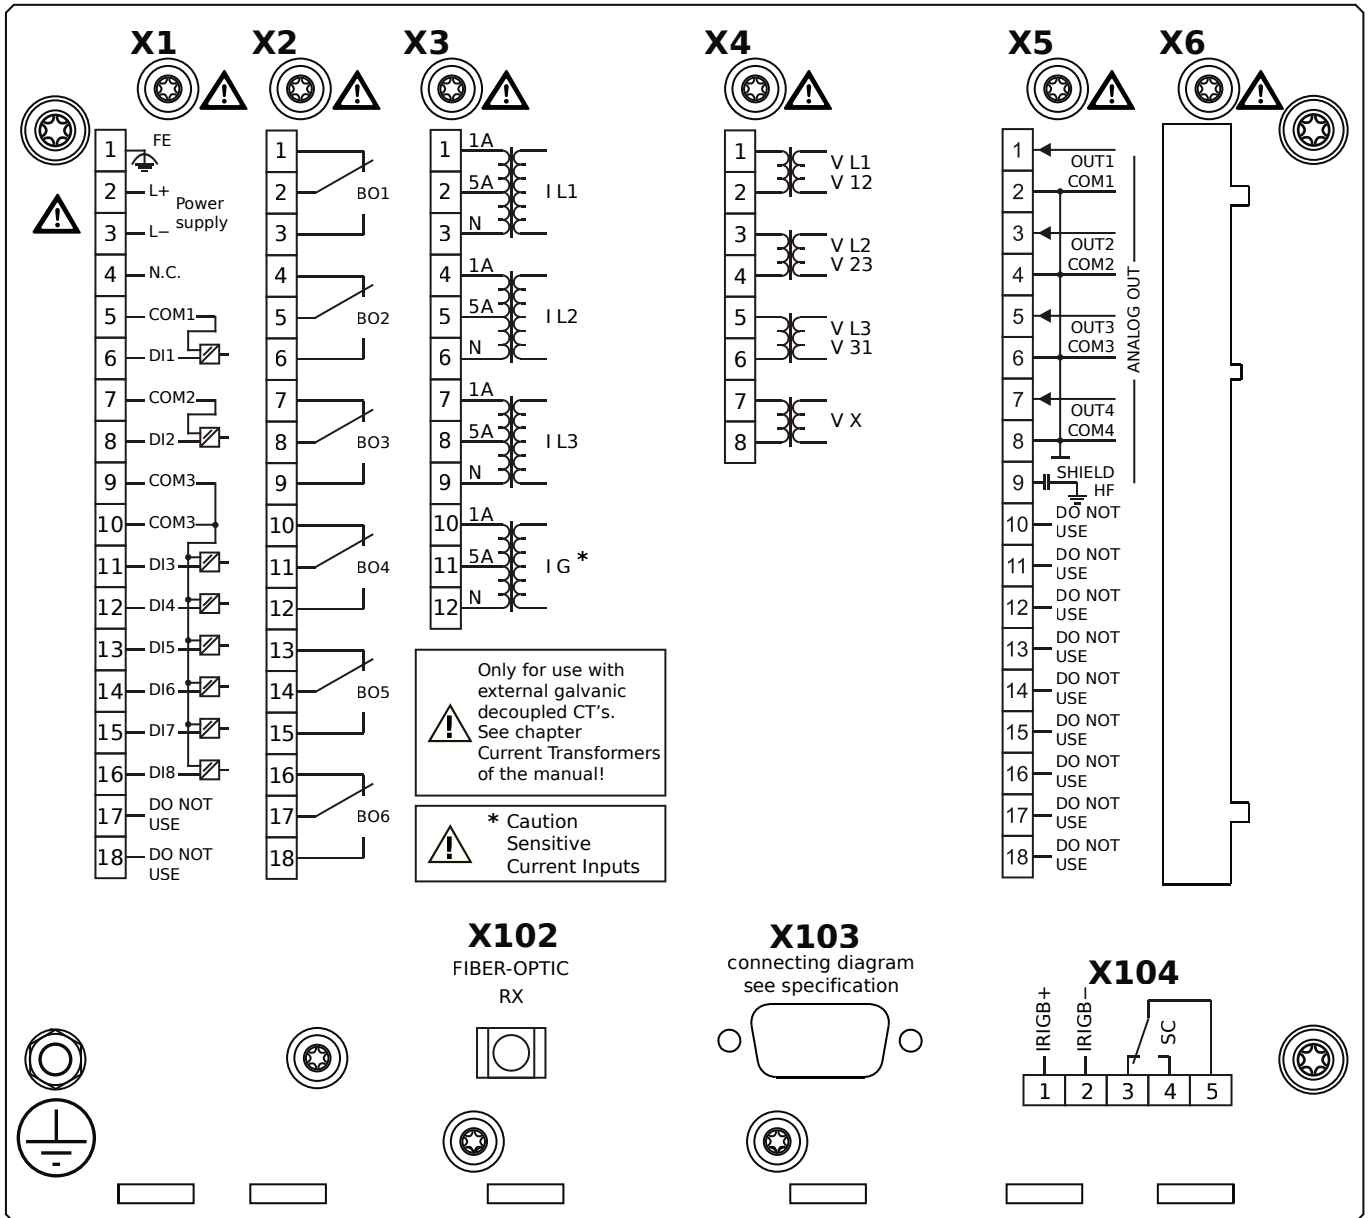 X1
X2
X3
X4
X5
X6
1
FE
2
L+
Power
supply
3
L−
4
N.C.
5
COM1
6
DI1
7
COM2
8
DI2
9
COM3
10
COM3
11
DI3
12
DI4
13
DI5
14
DI6
15
DI7
16
DI8
17
DO NOT
USE
18
DO NOT
USE
1
2
BO1
3
4
5
BO2
6
7
8
BO3
9
10
11
BO4
12
13
14
BO5
15
16
17
BO6
18
1
1A
2
5A
I L1
3
N
4
1A
5
5A
I L2
6
N
7
1A
8
5A
I L3
9
N
10
1A
11
5A
I G *
12
N
Only for use with
external galvanic
decoupled CT's.
See chapter
Current Transformers
of the manual!
* Caution
Sensitive
Current Inputs
1
V L1
2
V 12
3
V L2
4
V 23
5
V L3
6
V 31
7
V X
8
1
OUT1
2
COM1
3
OUT2
4
COM2
5
OUT3
6
COM3
7
OUT4
8
COM4
ANALOG OUT
9
SHIELD
HF
10
DO NOT
USE
11
DO NOT
USE
12
DO NOT
USE
13
DO NOT
USE
14
DO NOT
USE
15
DO NOT
USE
16
DO NOT
USE
17
DO NOT
USE
18
DO NOT
USE
X102
FIBER-OPTIC
RX
X103
connecting diagram
see specification
X104
IRIGB+
IRIGB−
SC
1
2
3
4
5